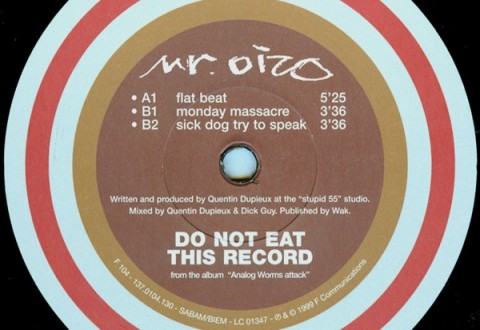 mr. oizo
• A1 flat beat 5'25
• B1 monday massacre 3'36
• B2 sick dog try to speak 3'36
Written and produced by Quentin Dupieux at the "stupid 55" studio.
Mixed by Quentin Dupieux & Dick Guy. Published by Wak.
DO NOT EAT
THIS RECORD
from the album "Analog Worms attack"
F 104 - 137.0104.130 - SABAM/BIEM - LC 01347 - ℗ & © 1999 F Communications